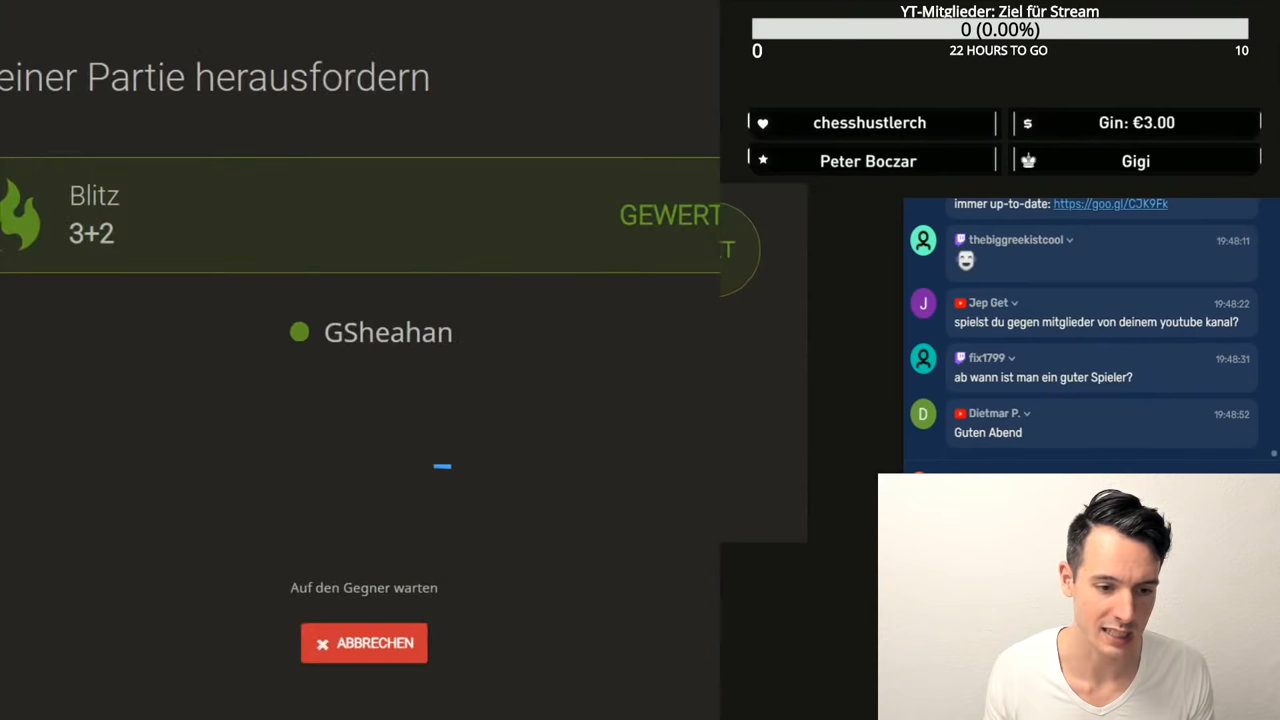 einer Partie herausfordern
Blitz
3+2
GEWERT
ET
GSheahan
Auf den Gegner warten
ABBRECHEN
YT-Mitglieder: Ziel für Stream
0 (0.00%)
0 22 HOURS TO GO 10
chesshustlerch
Gin: €3.00
Peter Boczar
Gigi
immer up-to-date: https://goo.gl/CJK9Fk
thebiggreekistcool 19:48:11
J Jep Get 19:48:22
spielst du gegen mitglieder von deinem youtube kanal?
fix1799 19:48:31
ab wann ist man ein guter Spieler?
D Dietmar P. 19:48:52
Guten Abend